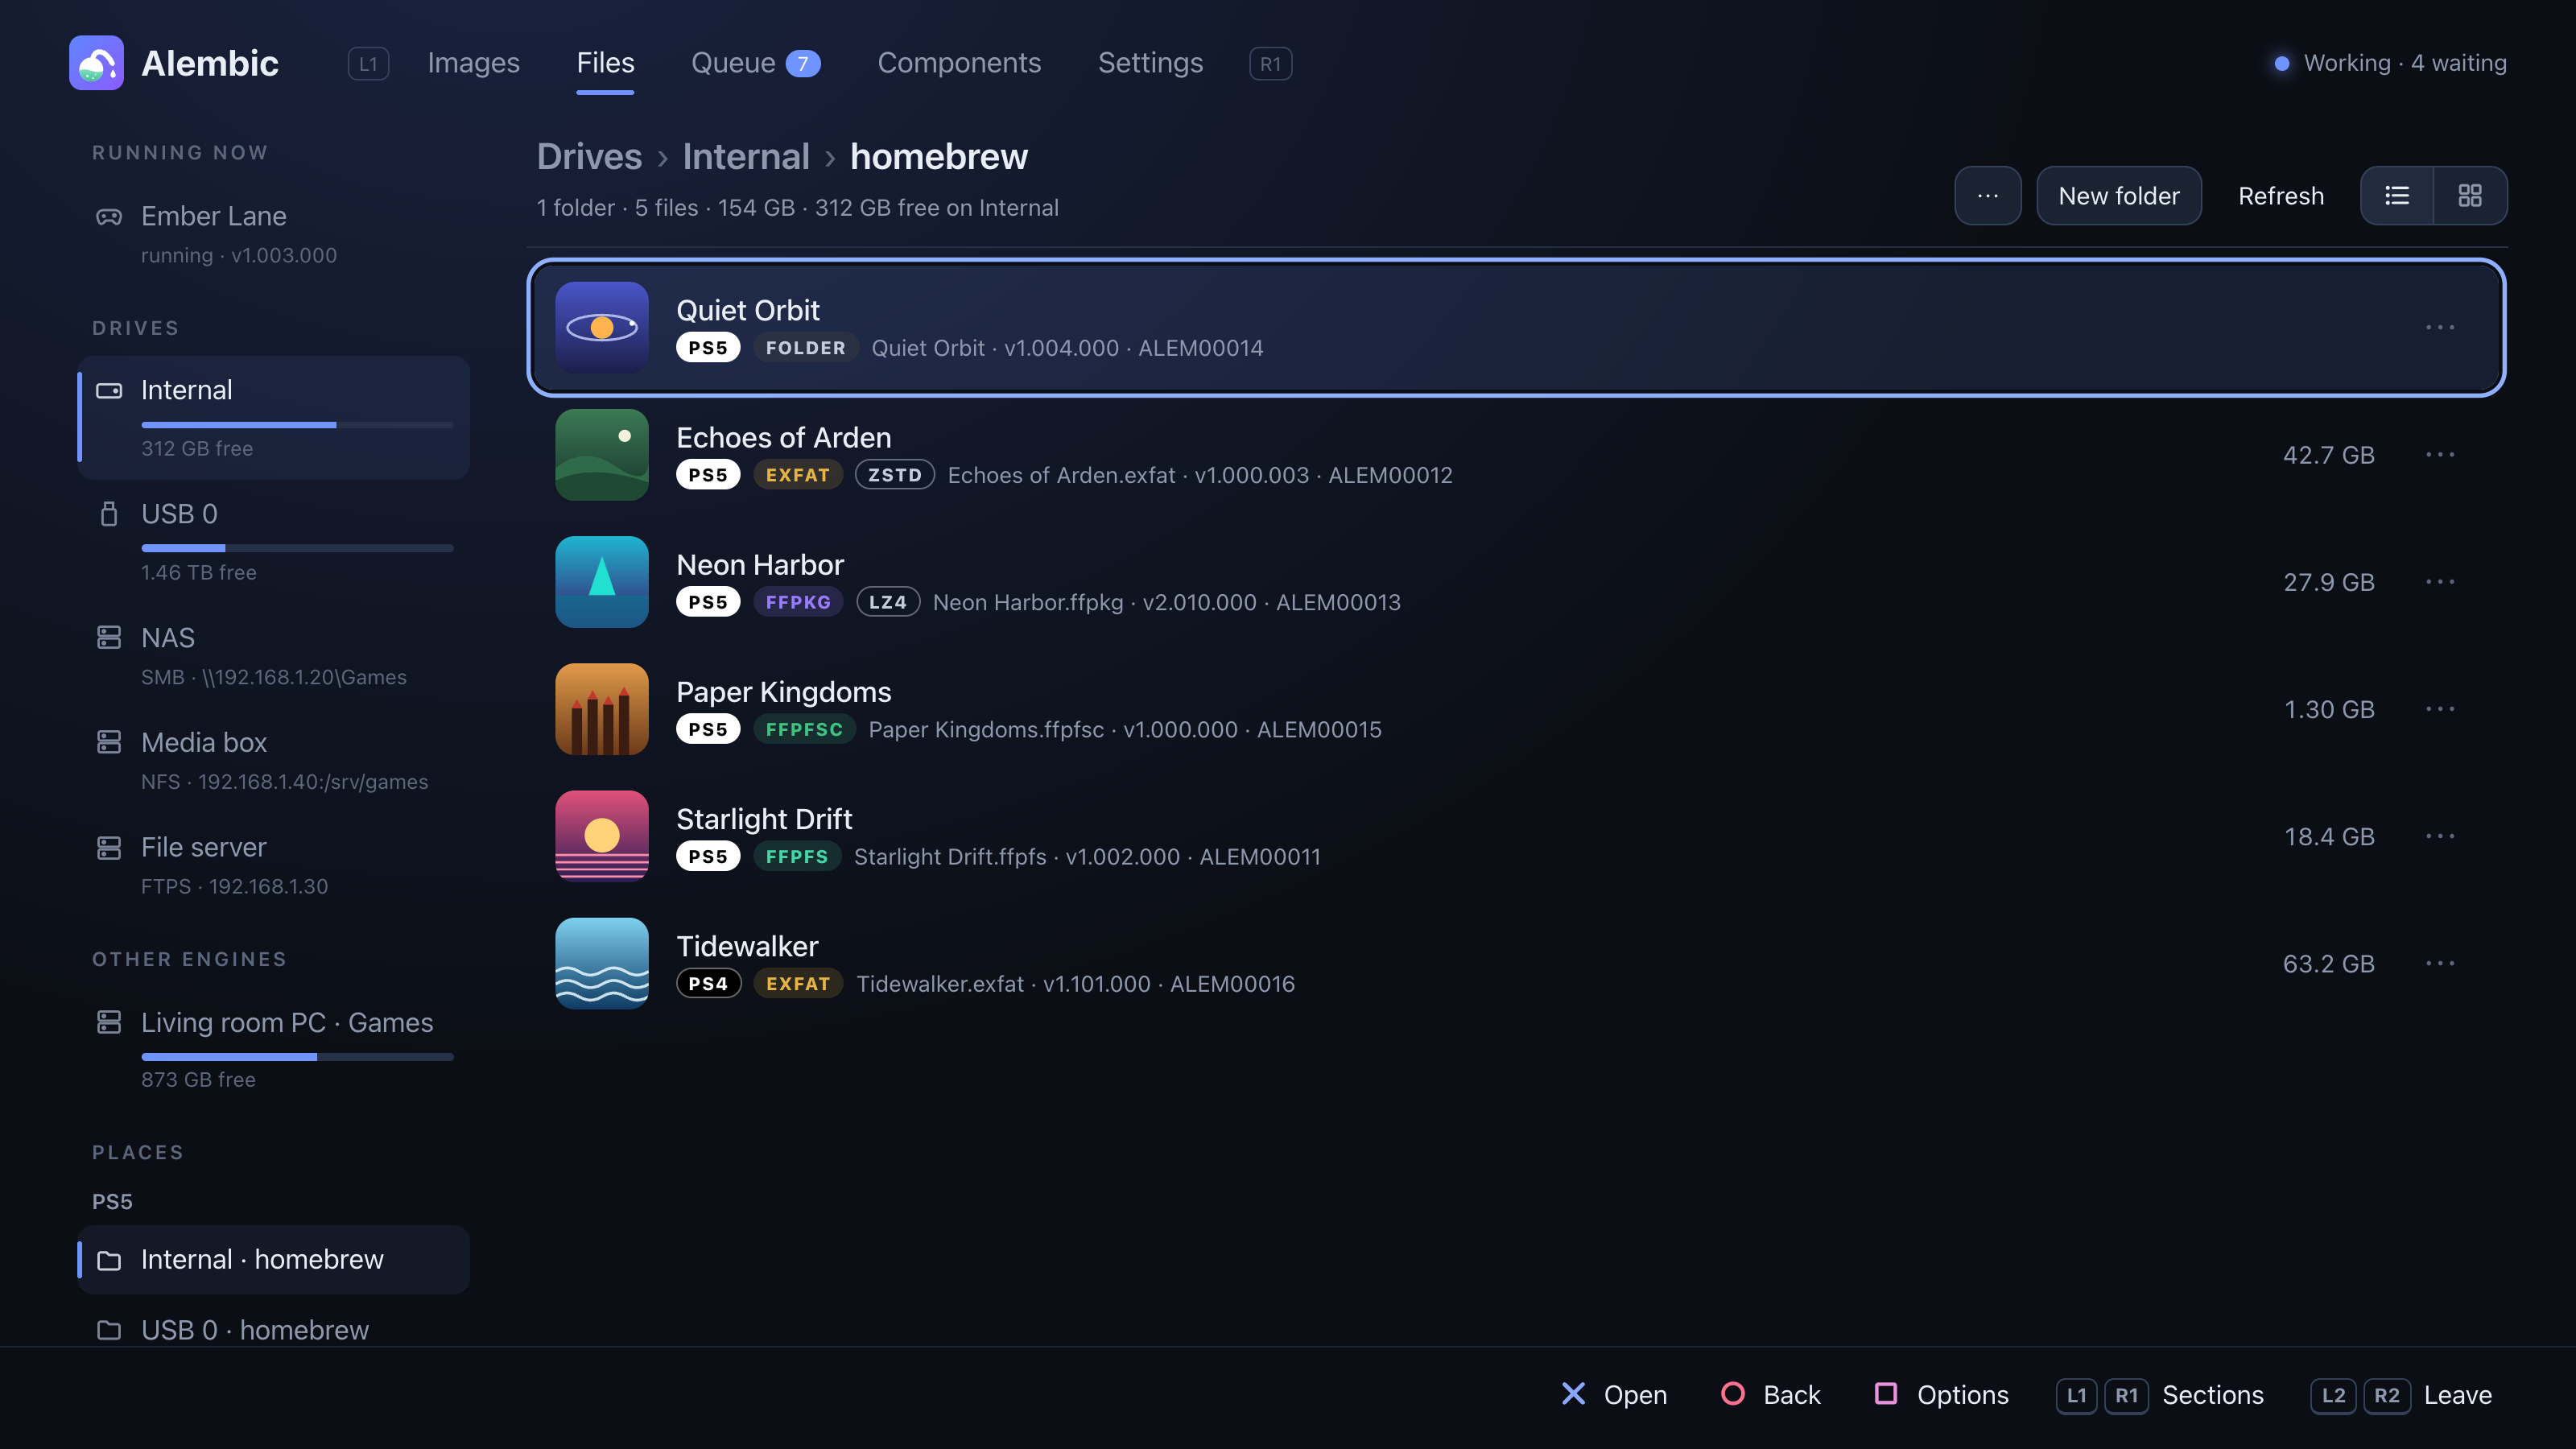 Alembic L1 Images Files Queue 7 Components Settings R1 Working · 4 waiting
RUNNING NOW
Ember Lane
running · v1.003.000
DRIVES
Internal
312 GB free
USB 0
1.46 TB free
NAS
SMB · \\192.168.1.20\Games
Media box
NFS · 192.168.1.40:/srv/games
File server
FTPS · 192.168.1.30
OTHER ENGINES
Living room PC · Games
873 GB free
PLACES
PS5
Internal · homebrew
USB 0 · homebrew
Drives › Internal › homebrew
1 folder · 5 files · 154 GB · 312 GB free on Internal
··· New folder Refresh
Quiet Orbit
PS5 FOLDER Quiet Orbit · v1.004.000 · ALEM00014
Echoes of Arden
PS5 EXFAT ZSTD Echoes of Arden.exfat · v1.000.003 · ALEM00012
42.7 GB
Neon Harbor
PS5 FFPKG LZ4 Neon Harbor.ffpkg · v2.010.000 · ALEM00013
27.9 GB
Paper Kingdoms
PS5 FFPFSC Paper Kingdoms.ffpfsc · v1.000.000 · ALEM00015
1.30 GB
Starlight Drift
PS5 FFPFS Starlight Drift.ffpfs · v1.002.000 · ALEM00011
18.4 GB
Tidewalker
PS4 EXFAT Tidewalker.exfat · v1.101.000 · ALEM00016
63.2 GB
Open Back Options L1 R1 Sections L2 R2 Leave